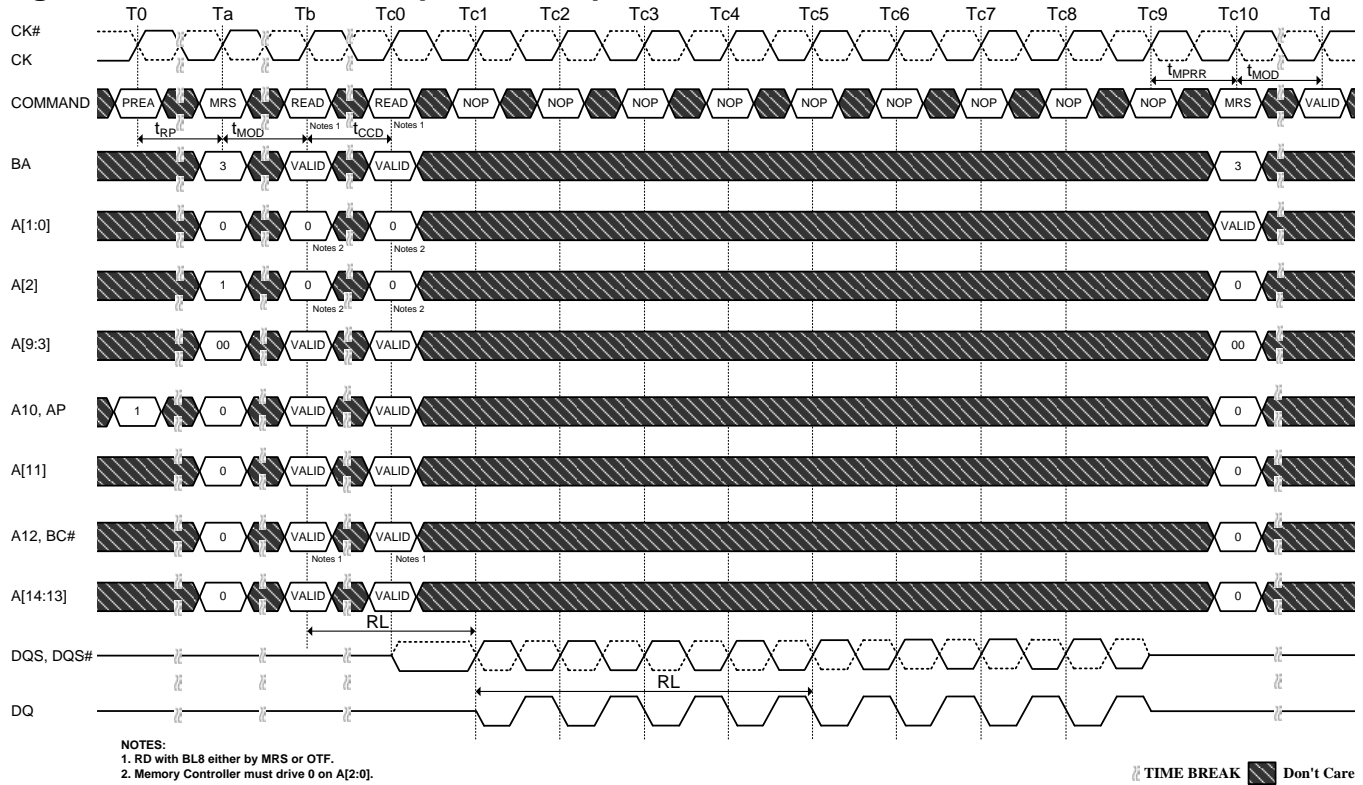 T0 Ta Tb Tc0 Tc1 Tc2 Tc3 Tc4 Tc5 Tc6 Tc7 Tc8 Tc9 Tc10 Td
CK#
CK
tMPRR tMOD
COMMAND PREA MRS READ READ NOP NOP NOP NOP NOP NOP NOP NOP NOP MRS VALID
Notes 1 Notes 1
tRP tMOD tCCD
BA 3 VALID VALID 3
A[1:0] 0 0 0 VALID
Notes 2 Notes 2
A[2] 1 0 0 0
Notes 2 Notes 2
A[9:3] 00 VALID VALID 00
A10, AP 1 0 VALID VALID 0
A[11] 0 VALID VALID 0
A12, BC# 0 VALID VALID 0
Notes 1 Notes 1
A[14:13] 0 VALID VALID 0
RL
DQS, DQS#
RL
DQ
NOTES:
1. RD with BL8 either by MRS or OTF.
2. Memory Controller must drive 0 on A[2:0].
TIME BREAK Don't Care